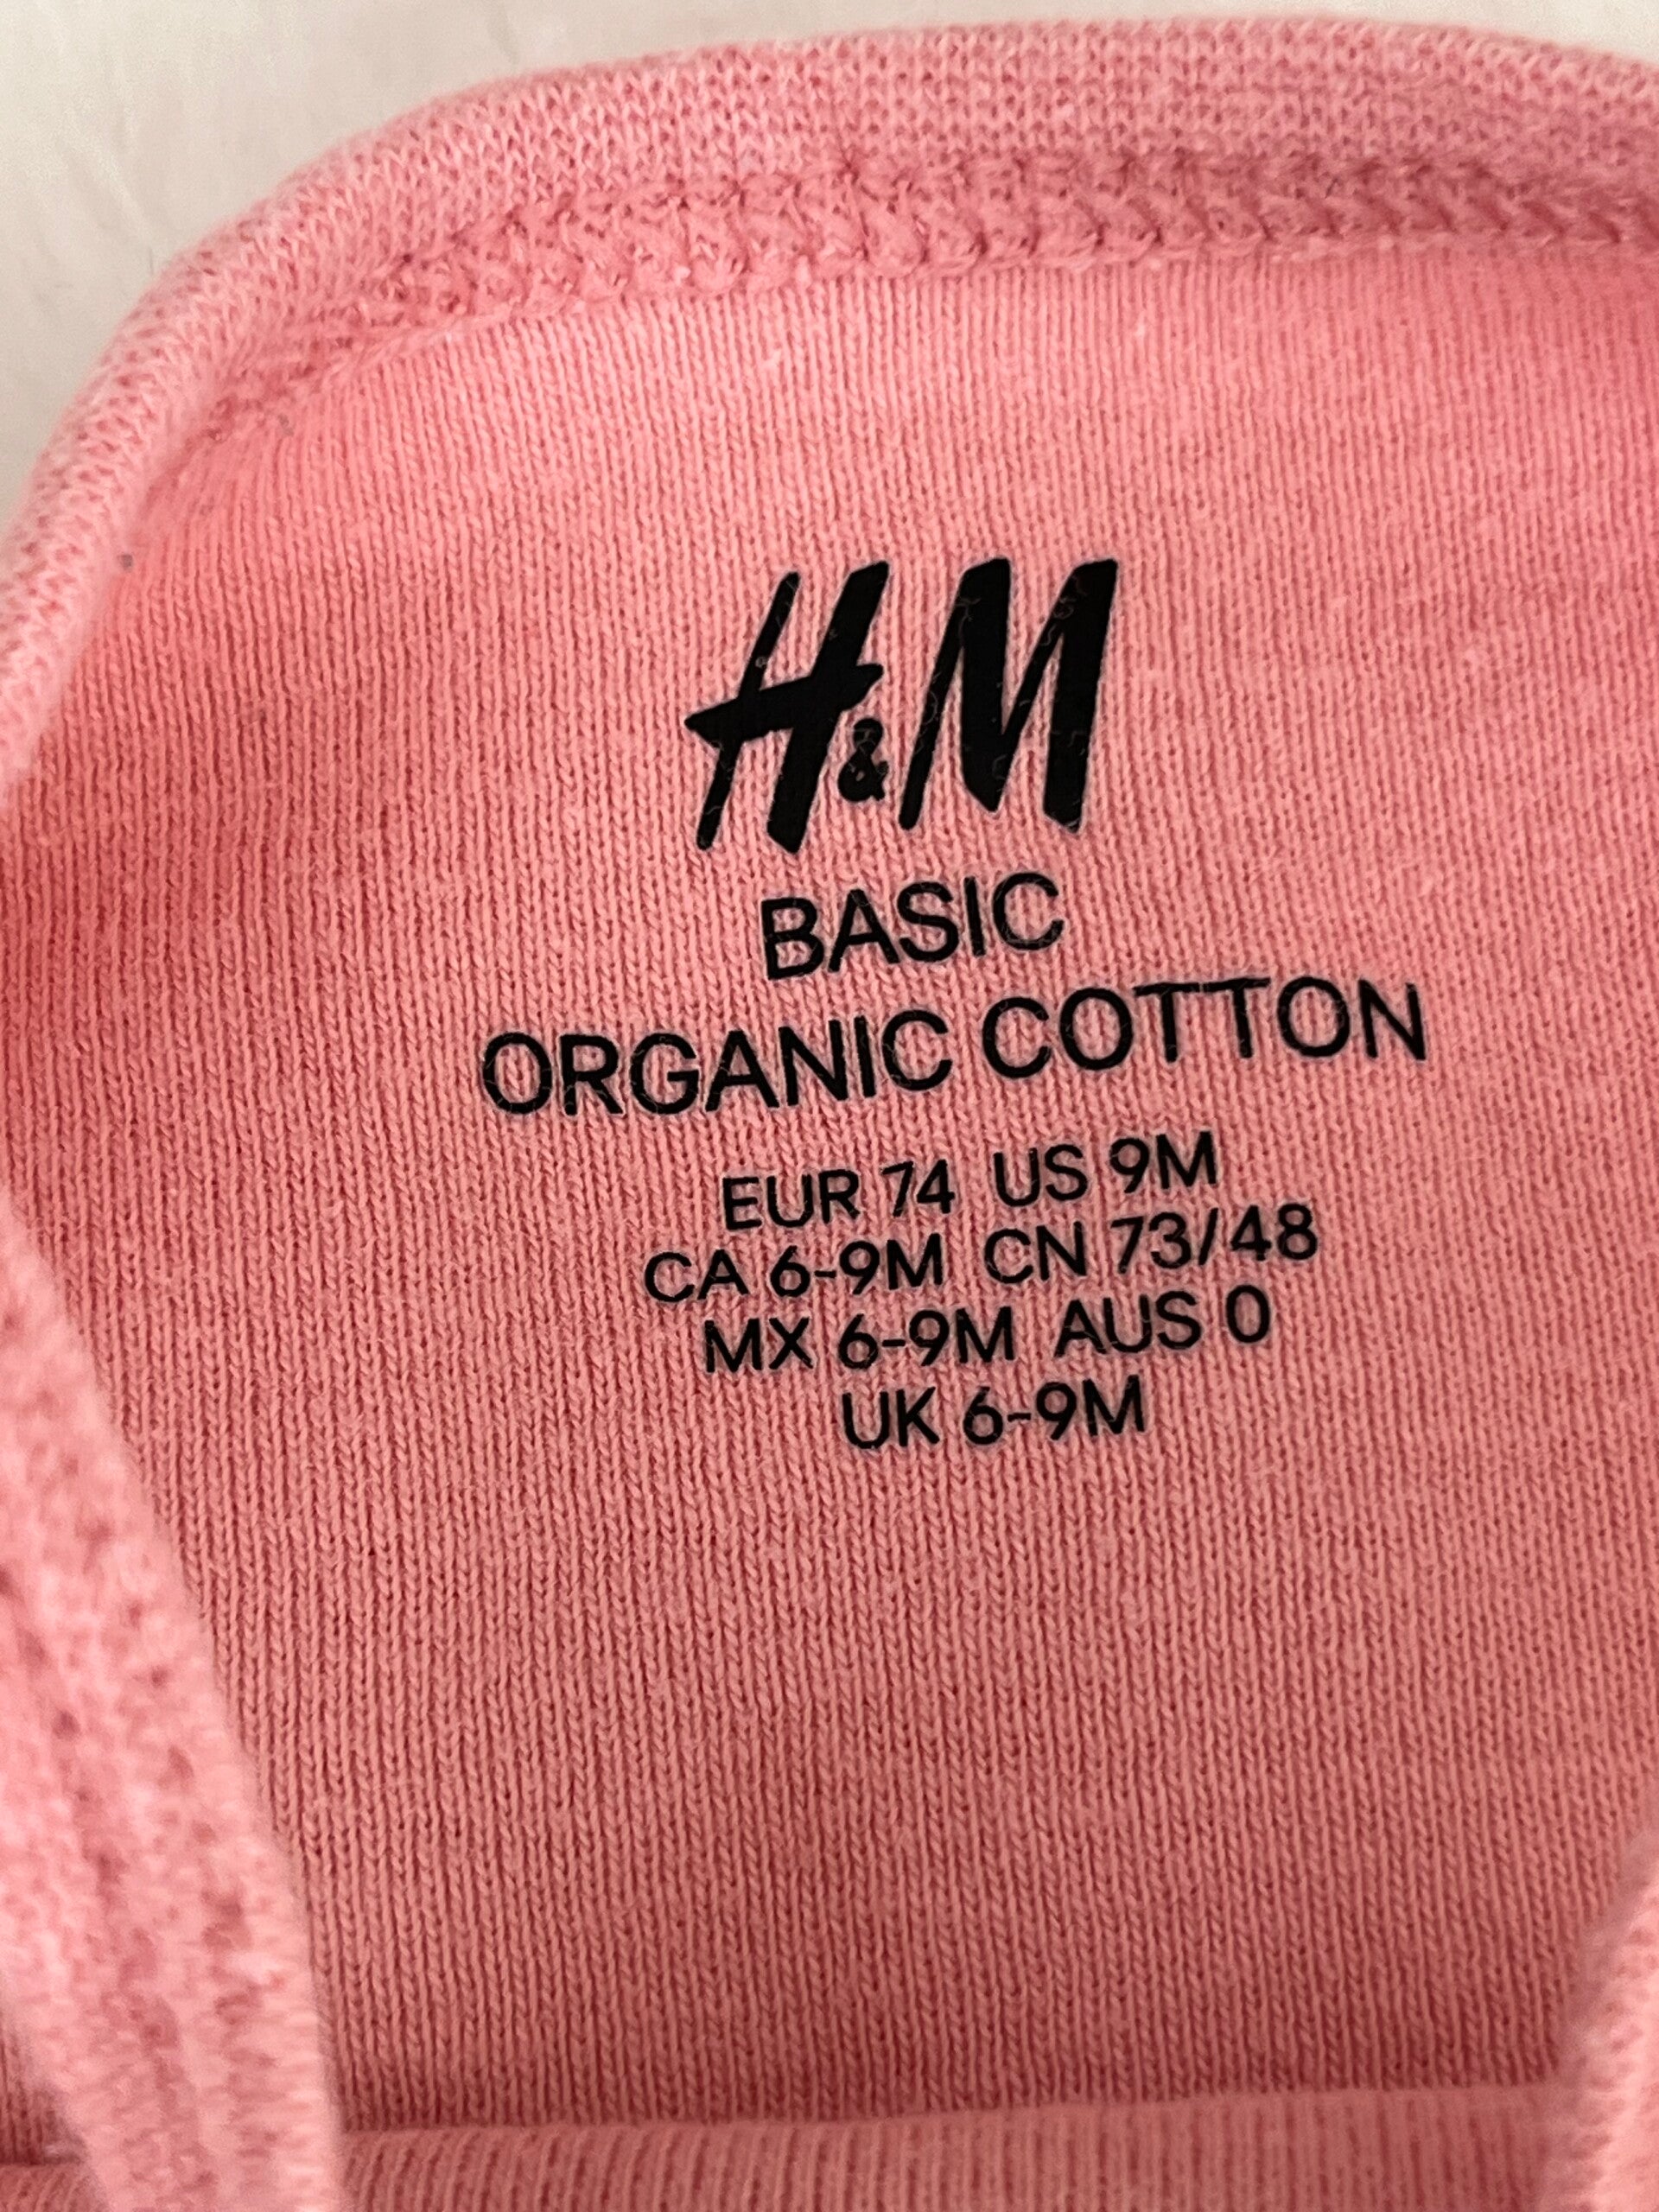 H&M
BASIC
ORGANIC COTTON
EUR 74 US 9M
CA 6-9M CN 73/48
MX 6-9M AUS 0
UK 6-9M